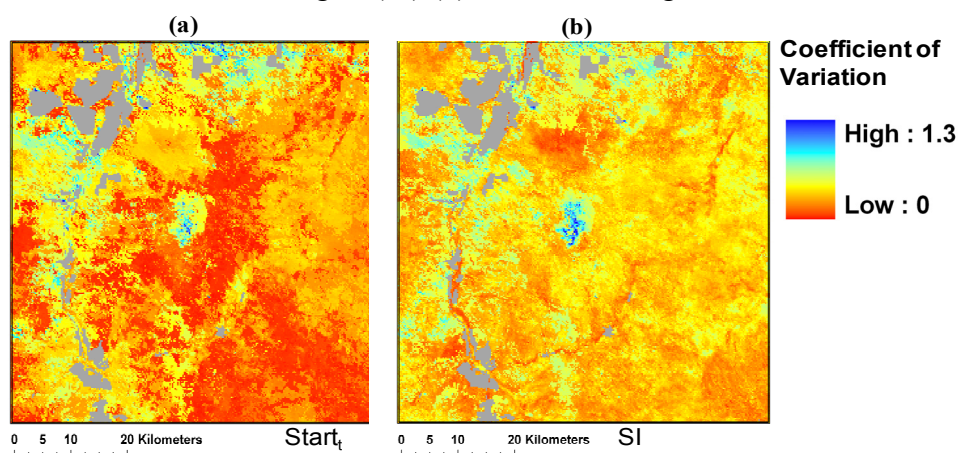 (a)
(b)
Coefficient of
Variation
High : 1.3
Low : 0
0 5 10 20 Kilometers
Start_t
0 5 10 20 Kilometers
SI